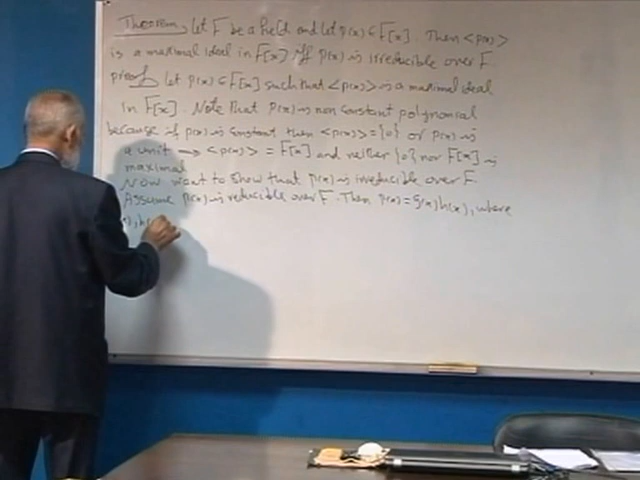 Theorem, Let F be a field and let p(x) ∈ F[x]. Then <p(x)>
is a maximal ideal in F[x] iff p(x) is irreducible over F
proof Let p(x) ∈ F[x] such that <p(x)> is a maximal ideal
in F[x]. Note that p(x) is non constant polynomial
because if p(x) is constant then <p(x)> = {0} or p(x) is
a unit ⇒ <p(x)> = F[x] and neither {0} nor F[x] is
maximal
Now want to show that p(x) is irreducible over F
Assume p(x) is reducible over F. Then p(x) = g(x)h(x), where